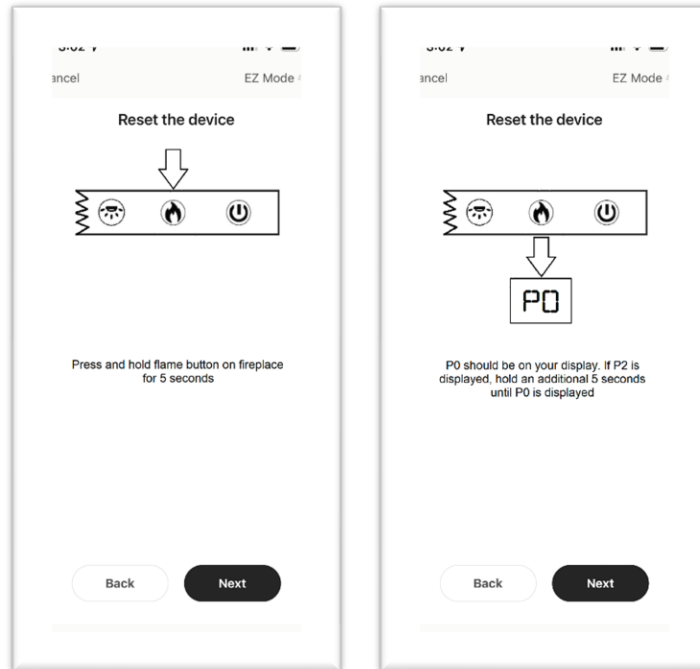 ancel EZ Mode
Reset the device
Press and hold flame button on fireplace
for 5 seconds
Back Next
ancel EZ Mode
Reset the device
P0
P0 should be on your display. If P2 is
displayed, hold an additional 5 seconds
until P0 is displayed
Back Next